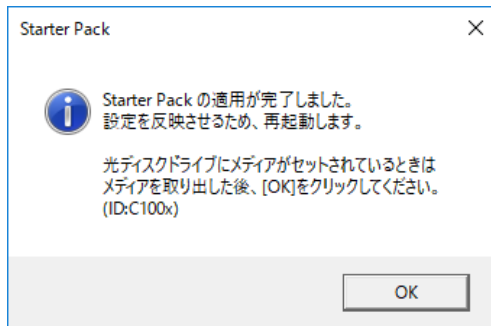 Starter Pack
Starter Pack の適用が完了しました。
設定を反映させるため、再起動します。
光ディスクドライブにメディアがセットされているときは
メディアを取り出した後、[OK]をクリックしてください。
(ID:C100x)
OK